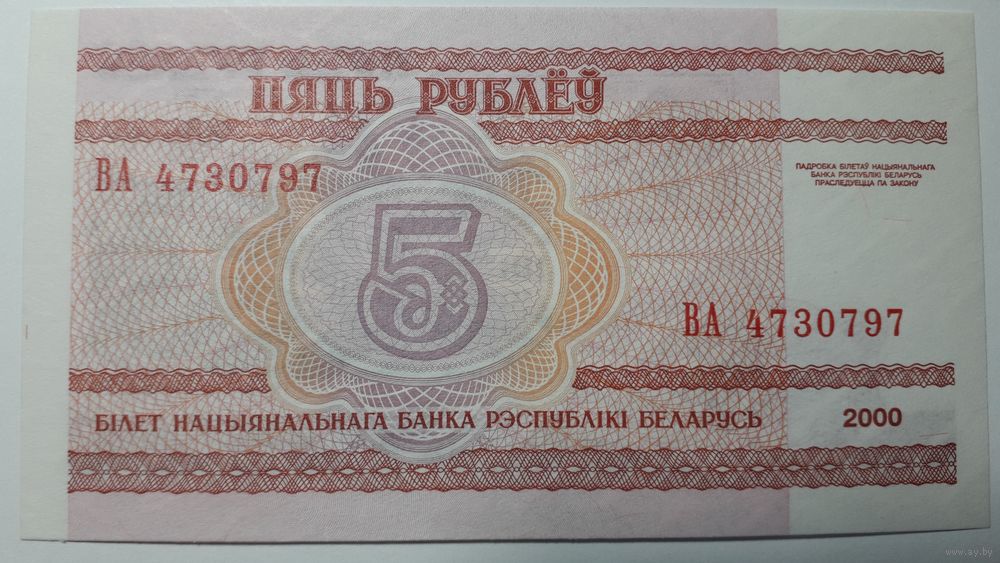 ПЯЦЬ РУБЛЁЎ
ВА 4730797
ПАДРОБКА БІЛЕТАЎ НАЦЫЯНАЛЬНАГА
БАНКА РЭСПУБЛІКІ БЕЛАРУСЬ
ПРАСЛЕДУЕЦЦА ПА ЗАКОНУ
5
ВА 4730797
БІЛЕТ НАЦЫЯНАЛЬНАГА БАНКА РЭСПУБЛІКІ БЕЛАРУСЬ 2000
www.ay.by